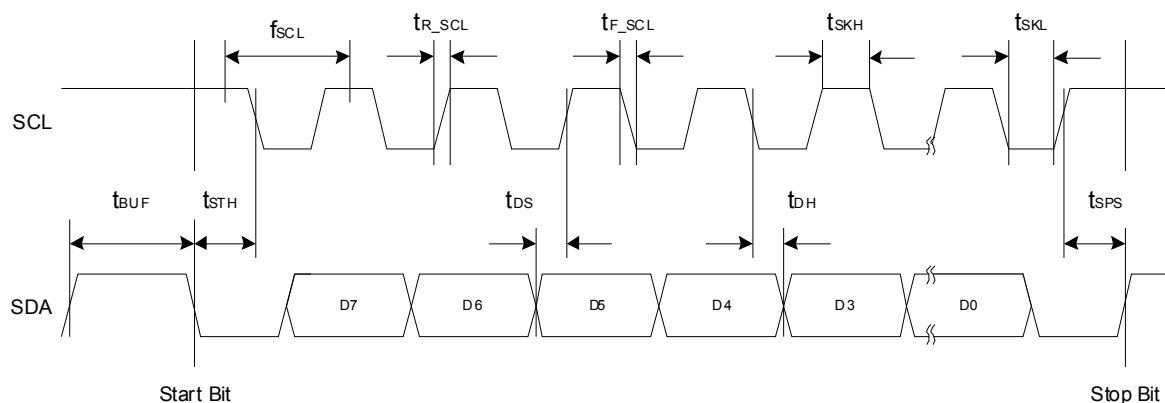 fSCL tR_SCL tF_SCL tSKH tSKL
SCL
tBUF tSTH tDS tDH tSPS
SDA D7 D6 D5 D4 D3 D0
Start Bit Stop Bit